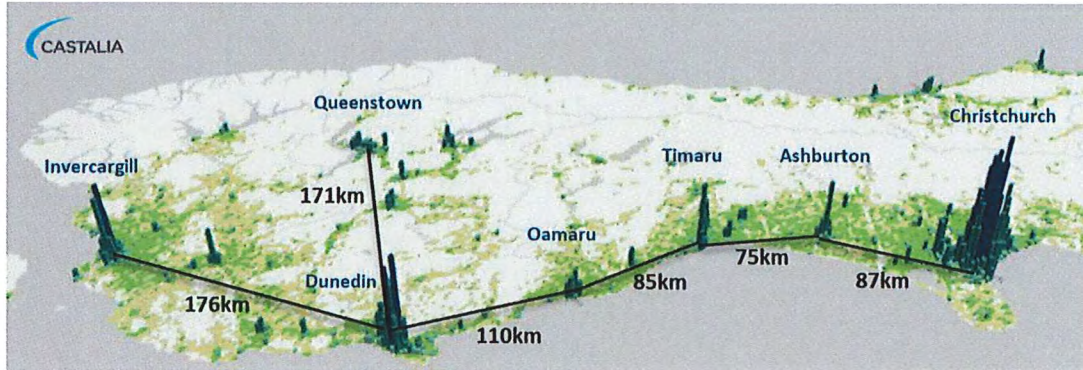 CASTALIA
Queenstown
Christchurch
Invercargill
Timaru
Ashburton
171km
Oamaru
Dunedin
176km
85km
75km
87km
110km